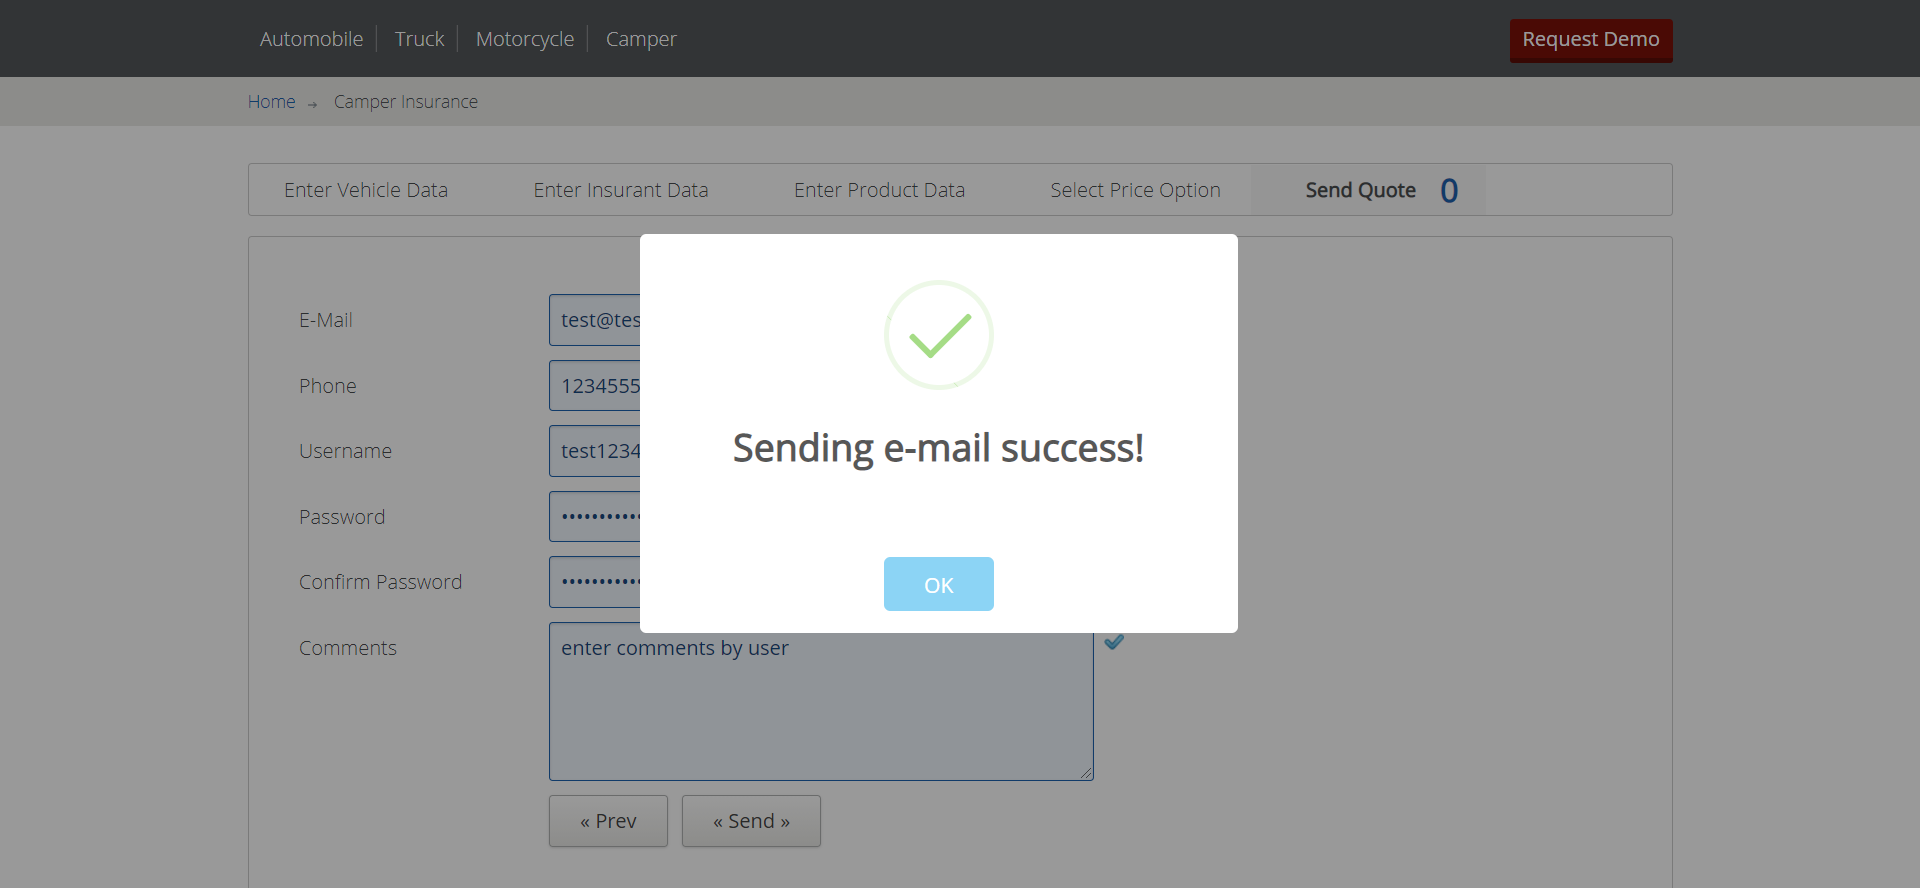 Automobile Truck Motorcycle Camper Request Demo
Home → Camper Insurance
Enter Vehicle Data Enter Insurant Data Enter Product Data Select Price Option Send Quote 0
E-Mail test@tes
Phone 1234555
Username test1234
Password ••••••••••
Confirm Password ••••••••••
Sending e-mail success!
OK
Comments enter comments by user
« Prev « Send »